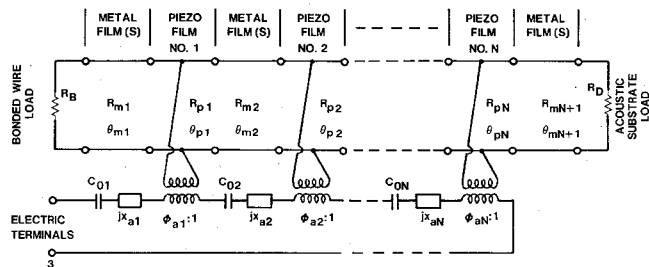 METAL FILM (S)
PIEZO FILM NO. 1
METAL FILM (S)
PIEZO FILM NO. 2
PIEZO FILM NO. N
METAL FILM (S)
BONDED WIRE LOAD
R_B
R_m1
θ_m1
R_p1
θ_p1
R_m2
θ_m2
R_p2
θ_p2
R_pN
θ_pN
R_mN+1
θ_mN+1
R_D
ACOUSTIC SUBSTRATE LOAD
C_01
C_02
C_0N
ELECTRIC TERMINALS
jx_a1
ϕ_a1:1
jx_a2
ϕ_a2:1
jx_aN
ϕ_aN:1
3